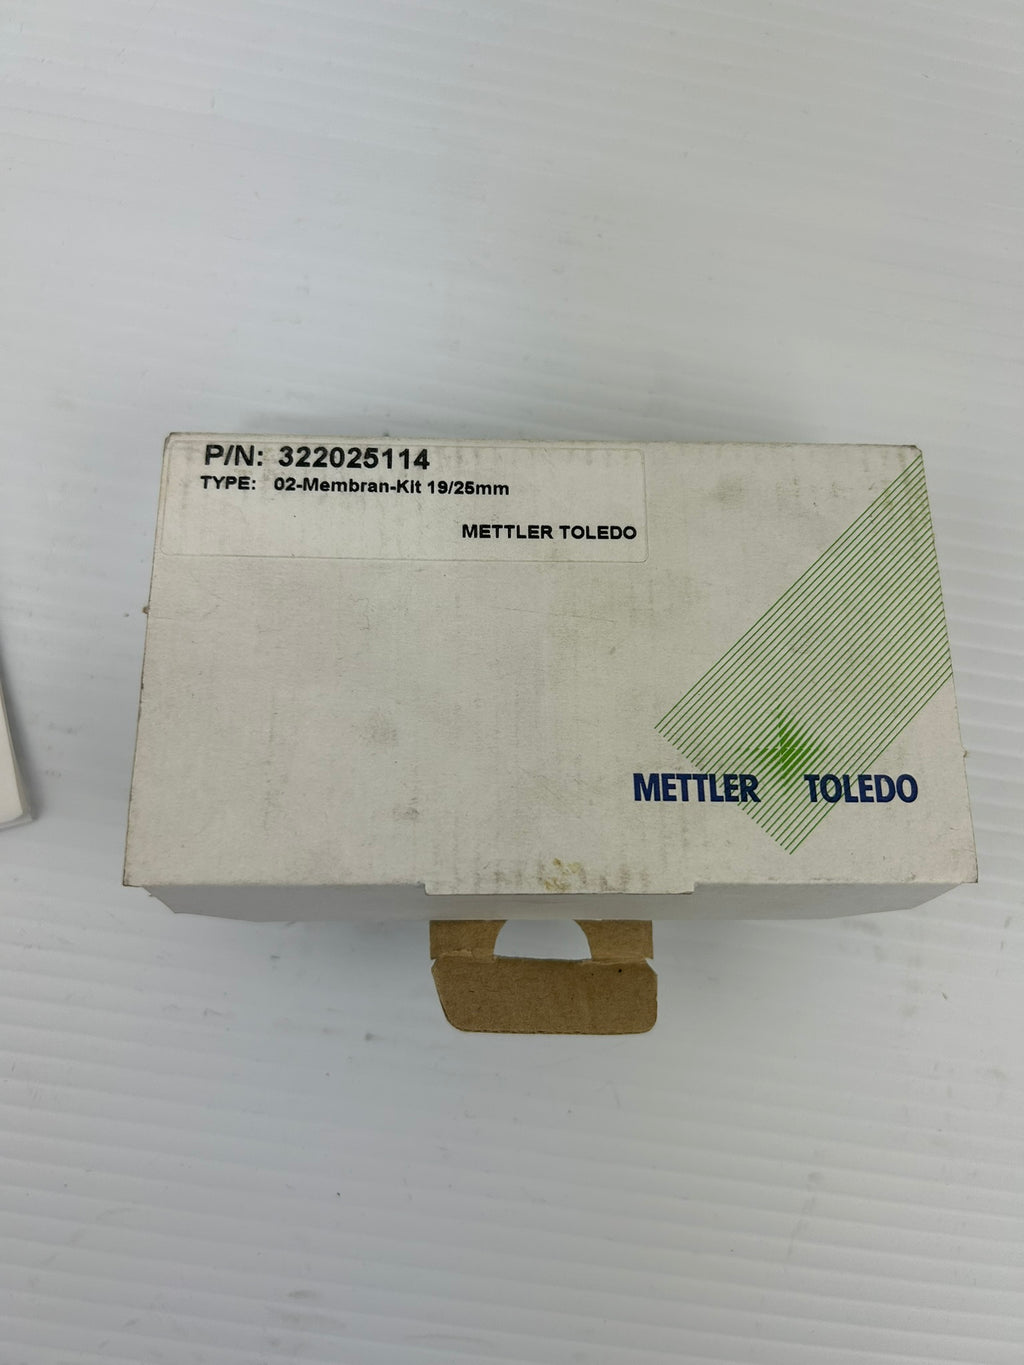 P/N: 322025114
TYPE: 02-Membran-Kit 19/25mm
METTLER TOLEDO
METTLER TOLEDO